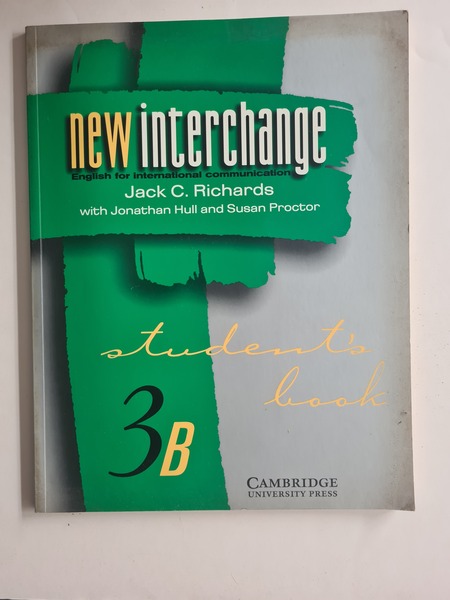 new interchange
English for international communication
Jack C. Richards
with Jonathan Hull and Susan Proctor
student's
book
3B
CAMBRIDGE
UNIVERSITY PRESS